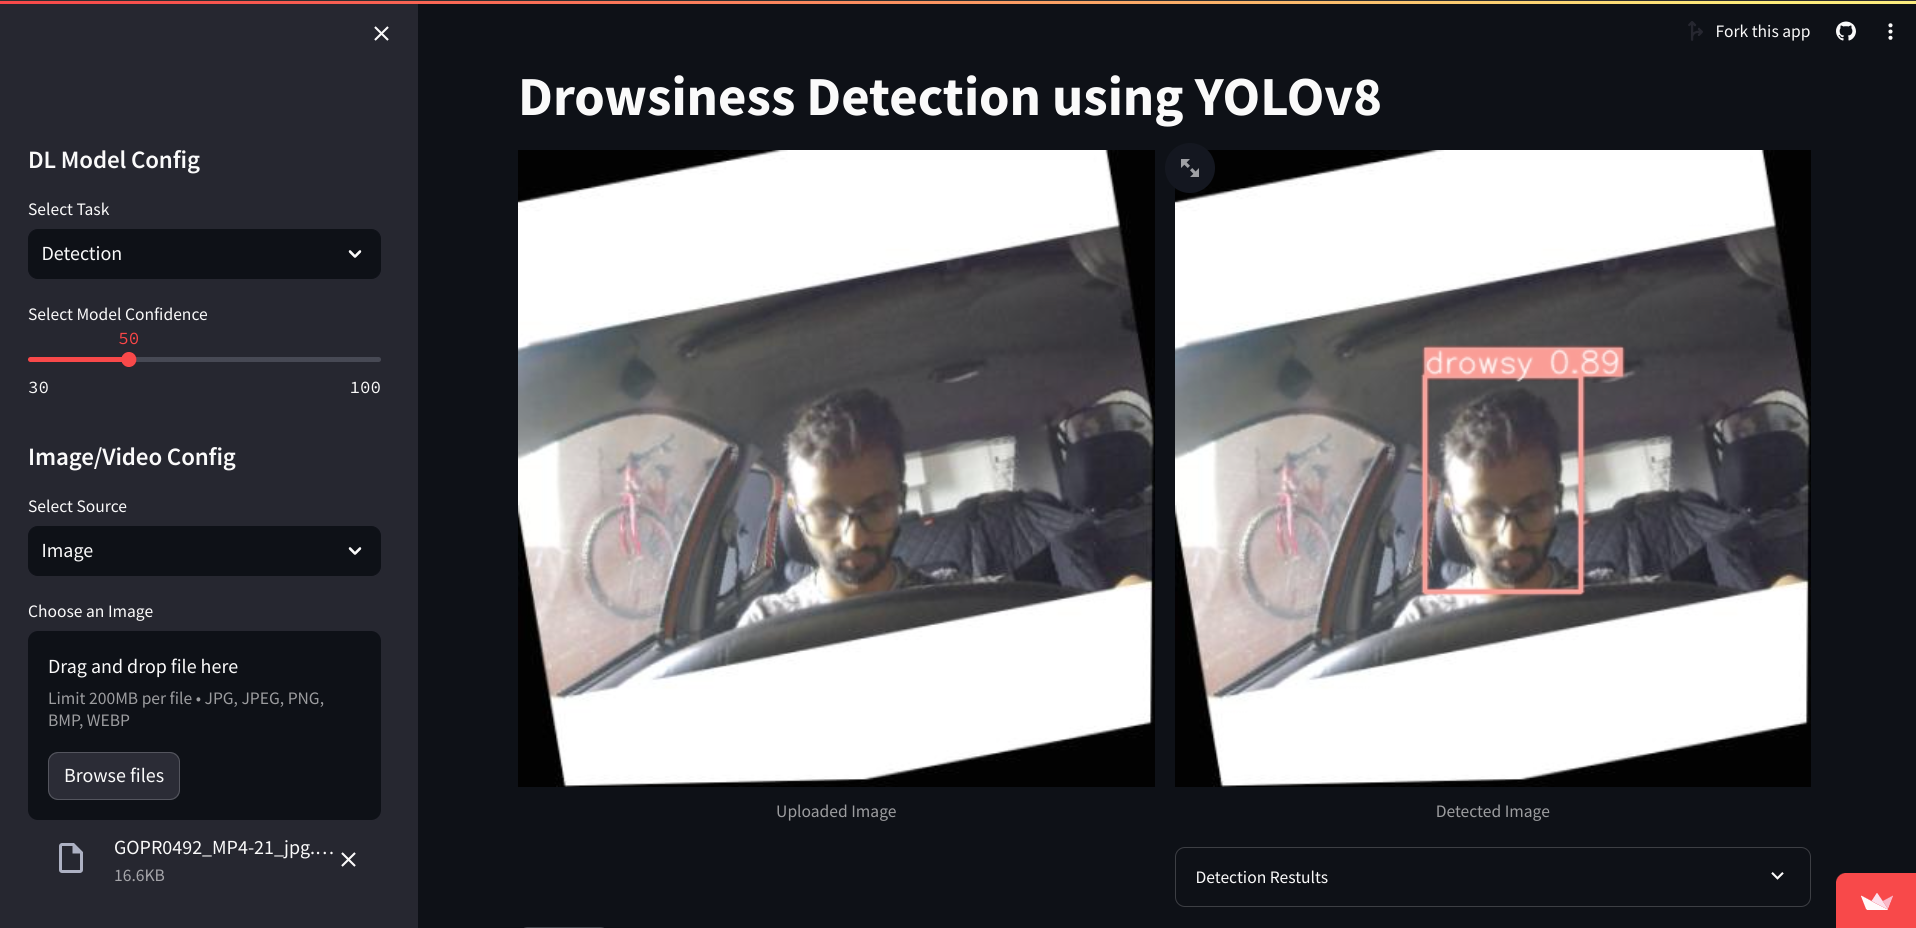 Fork this app
DL Model Config
Select Task
Detection
Select Model Confidence
50
30
100
Image/Video Config
Select Source
Image
Choose an Image
Drag and drop file here
Limit 200MB per file • JPG, JPEG, PNG,
BMP, WEBP
Browse files
GOPR0492_MP4-21_jpg.…
16.6KB
Drowsiness Detection using YOLOv8
drowsy 0.89
Uploaded Image
Detected Image
Detection Restults